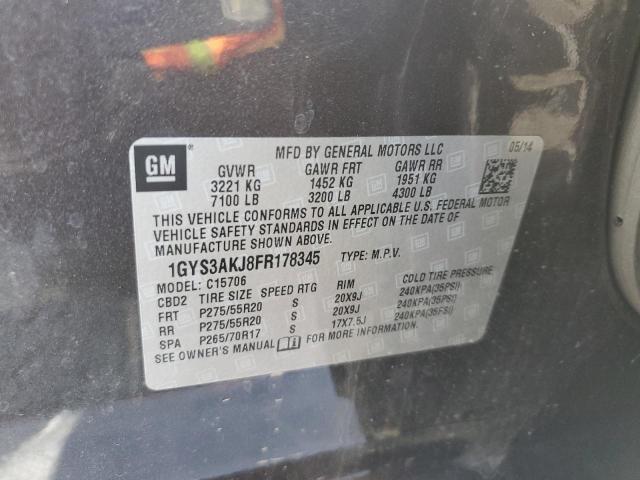 GM
MFD BY GENERAL MOTORS LLC 05/14
GVWR GAWR FRT GAWR RR
3221 KG 1452 KG 1951 KG
7100 LB 3200 LB 4300 LB
THIS VEHICLE CONFORMS TO ALL APPLICABLE U.S. FEDERAL MOTOR
VEHICLE SAFETY STANDARDS IN EFFECT ON THE DATE OF
MANUFACTURE SHOWN ABOVE.
1GYS3AKJ8FR178345 TYPE: M.P.V.
MODEL: C15706
CBD2 TIRE SIZE SPEED RTG RIM COLD TIRE PRESSURE
FRT P275/55R20 S 20X9J 240KPA(35PSI)
RR P275/55R20 S 20X9J 240KPA(35PSI)
SPA P265/70R17 S 17X7.5J 240KPA(35PSI)
SEE OWNER'S MANUAL